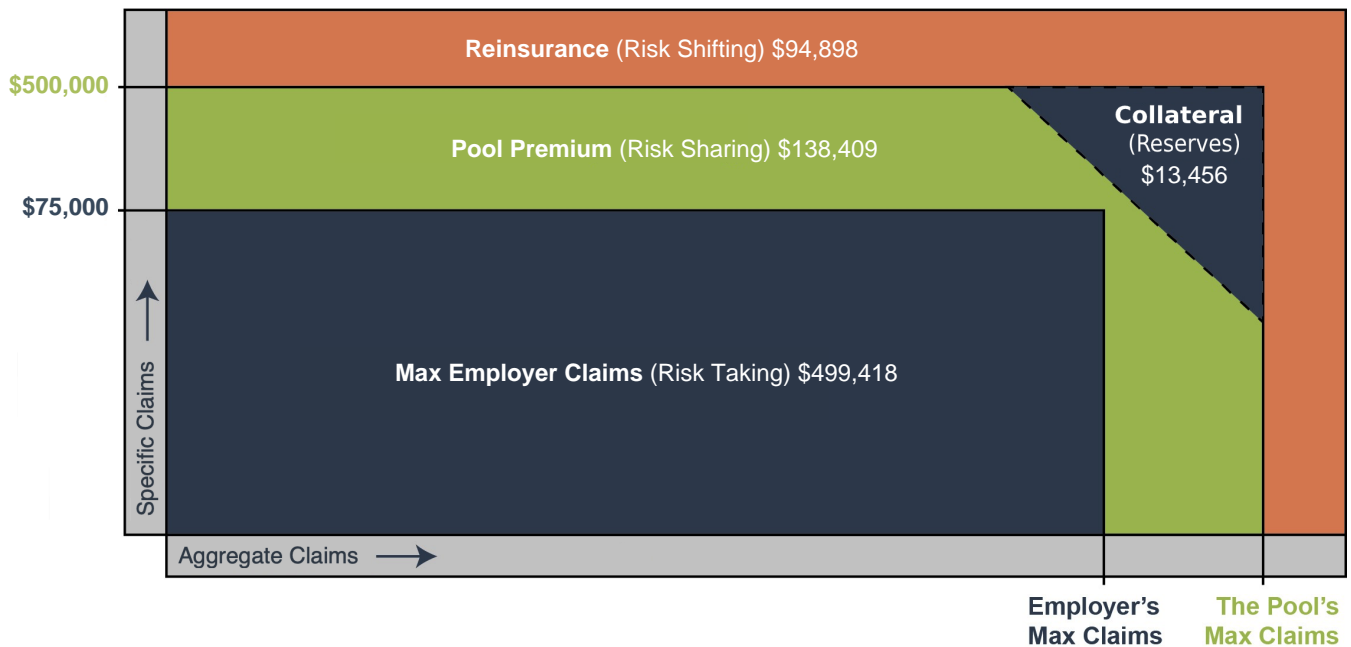 Reinsurance (Risk Shifting) $94,898
$500,000
Collateral
(Reserves)
$13,456
Pool Premium (Risk Sharing) $138,409
$75,000
Max Employer Claims (Risk Taking) $499,418
Specific Claims
Aggregate Claims
Employer’s
Max Claims
The Pool’s
Max Claims